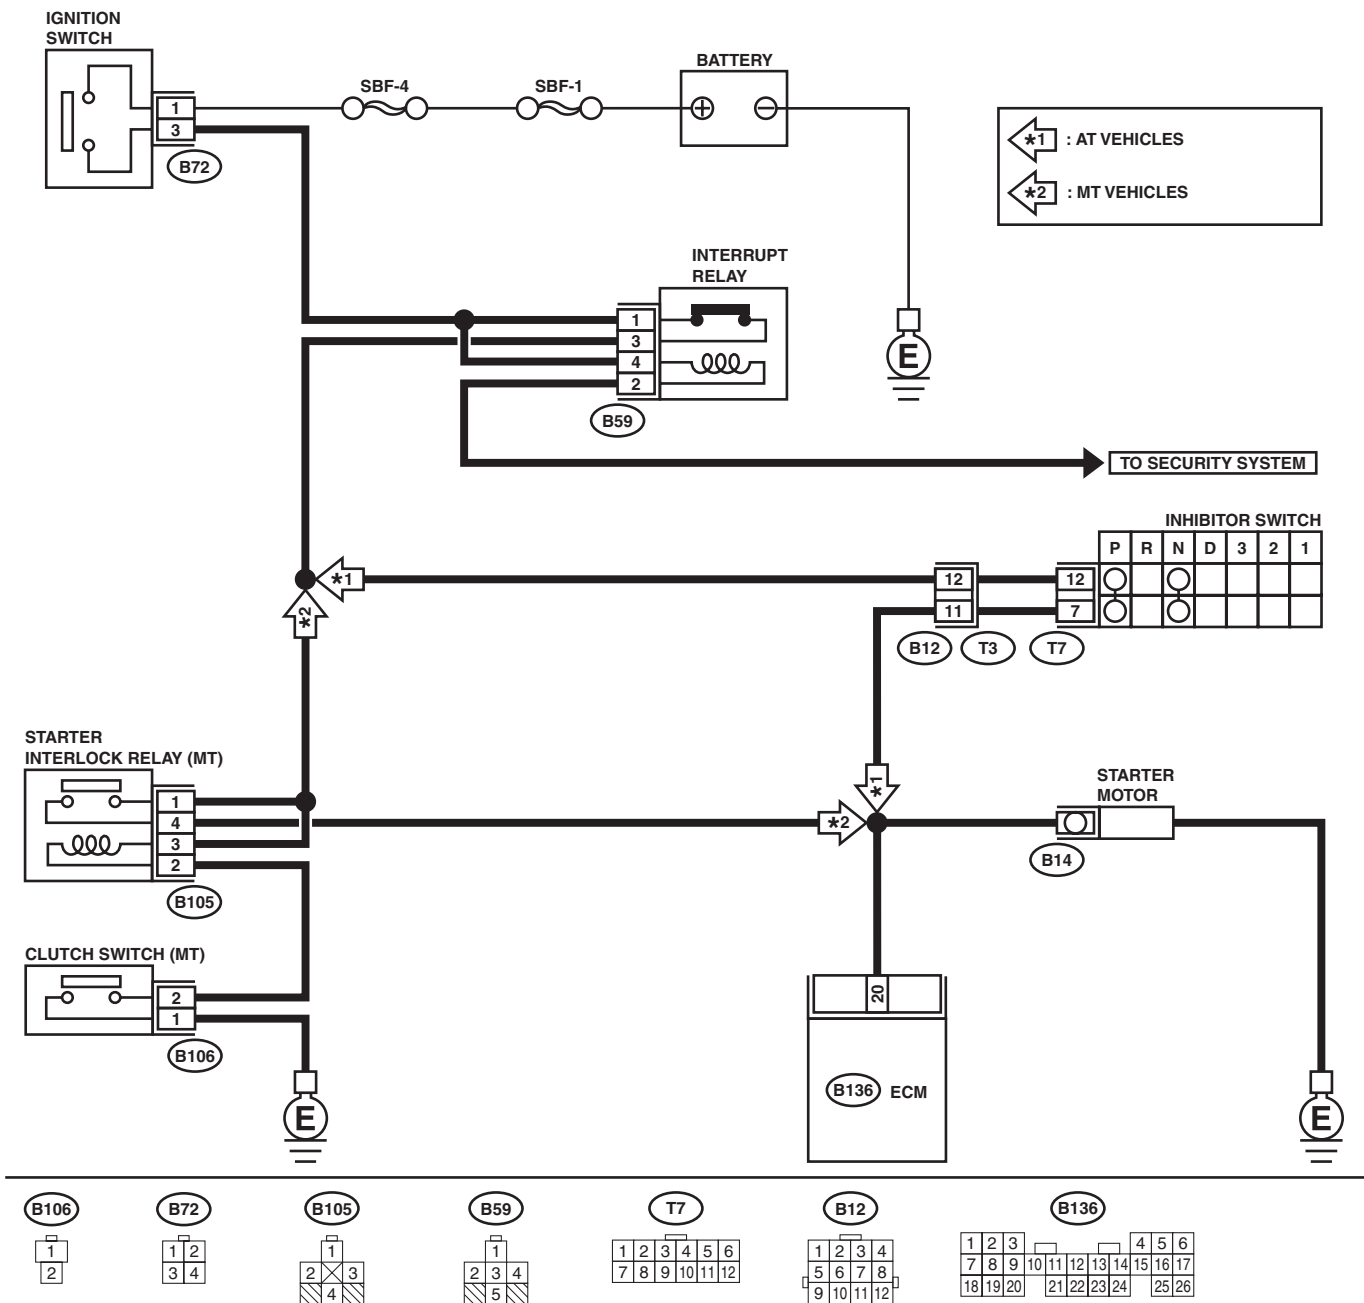 IGNITION
SWITCH
1
3
B72
SBF-4
SBF-1
BATTERY
+
−
*1 : AT VEHICLES
*2 : MT VEHICLES
E
INTERRUPT
RELAY
1
3
4
2
B59
TO SECURITY SYSTEM
INHIBITOR SWITCH
P R N D 3 2 1
*1
12
12
11
7
B12
T3
T7
*2
STARTER
INTERLOCK RELAY (MT)
1
4
3
2
B105
*1
*2
STARTER
MOTOR
B14
CLUTCH SWITCH (MT)
2
1
B106
E
20
B136 ECM
E
B106
1
2
B72
1 2
3 4
B105
1
2 3
4
B59
1
2 3 4
5
T7
1 2 3 4 5 6
7 8 9 10 11 12
B12
1 2 3 4
5 6 7 8
9 10 11 12
B136
1 2 3 4 5 6
7 8 9 10 11 12 13 14 15 16 17
18 19 20 21 22 23 24 25 26